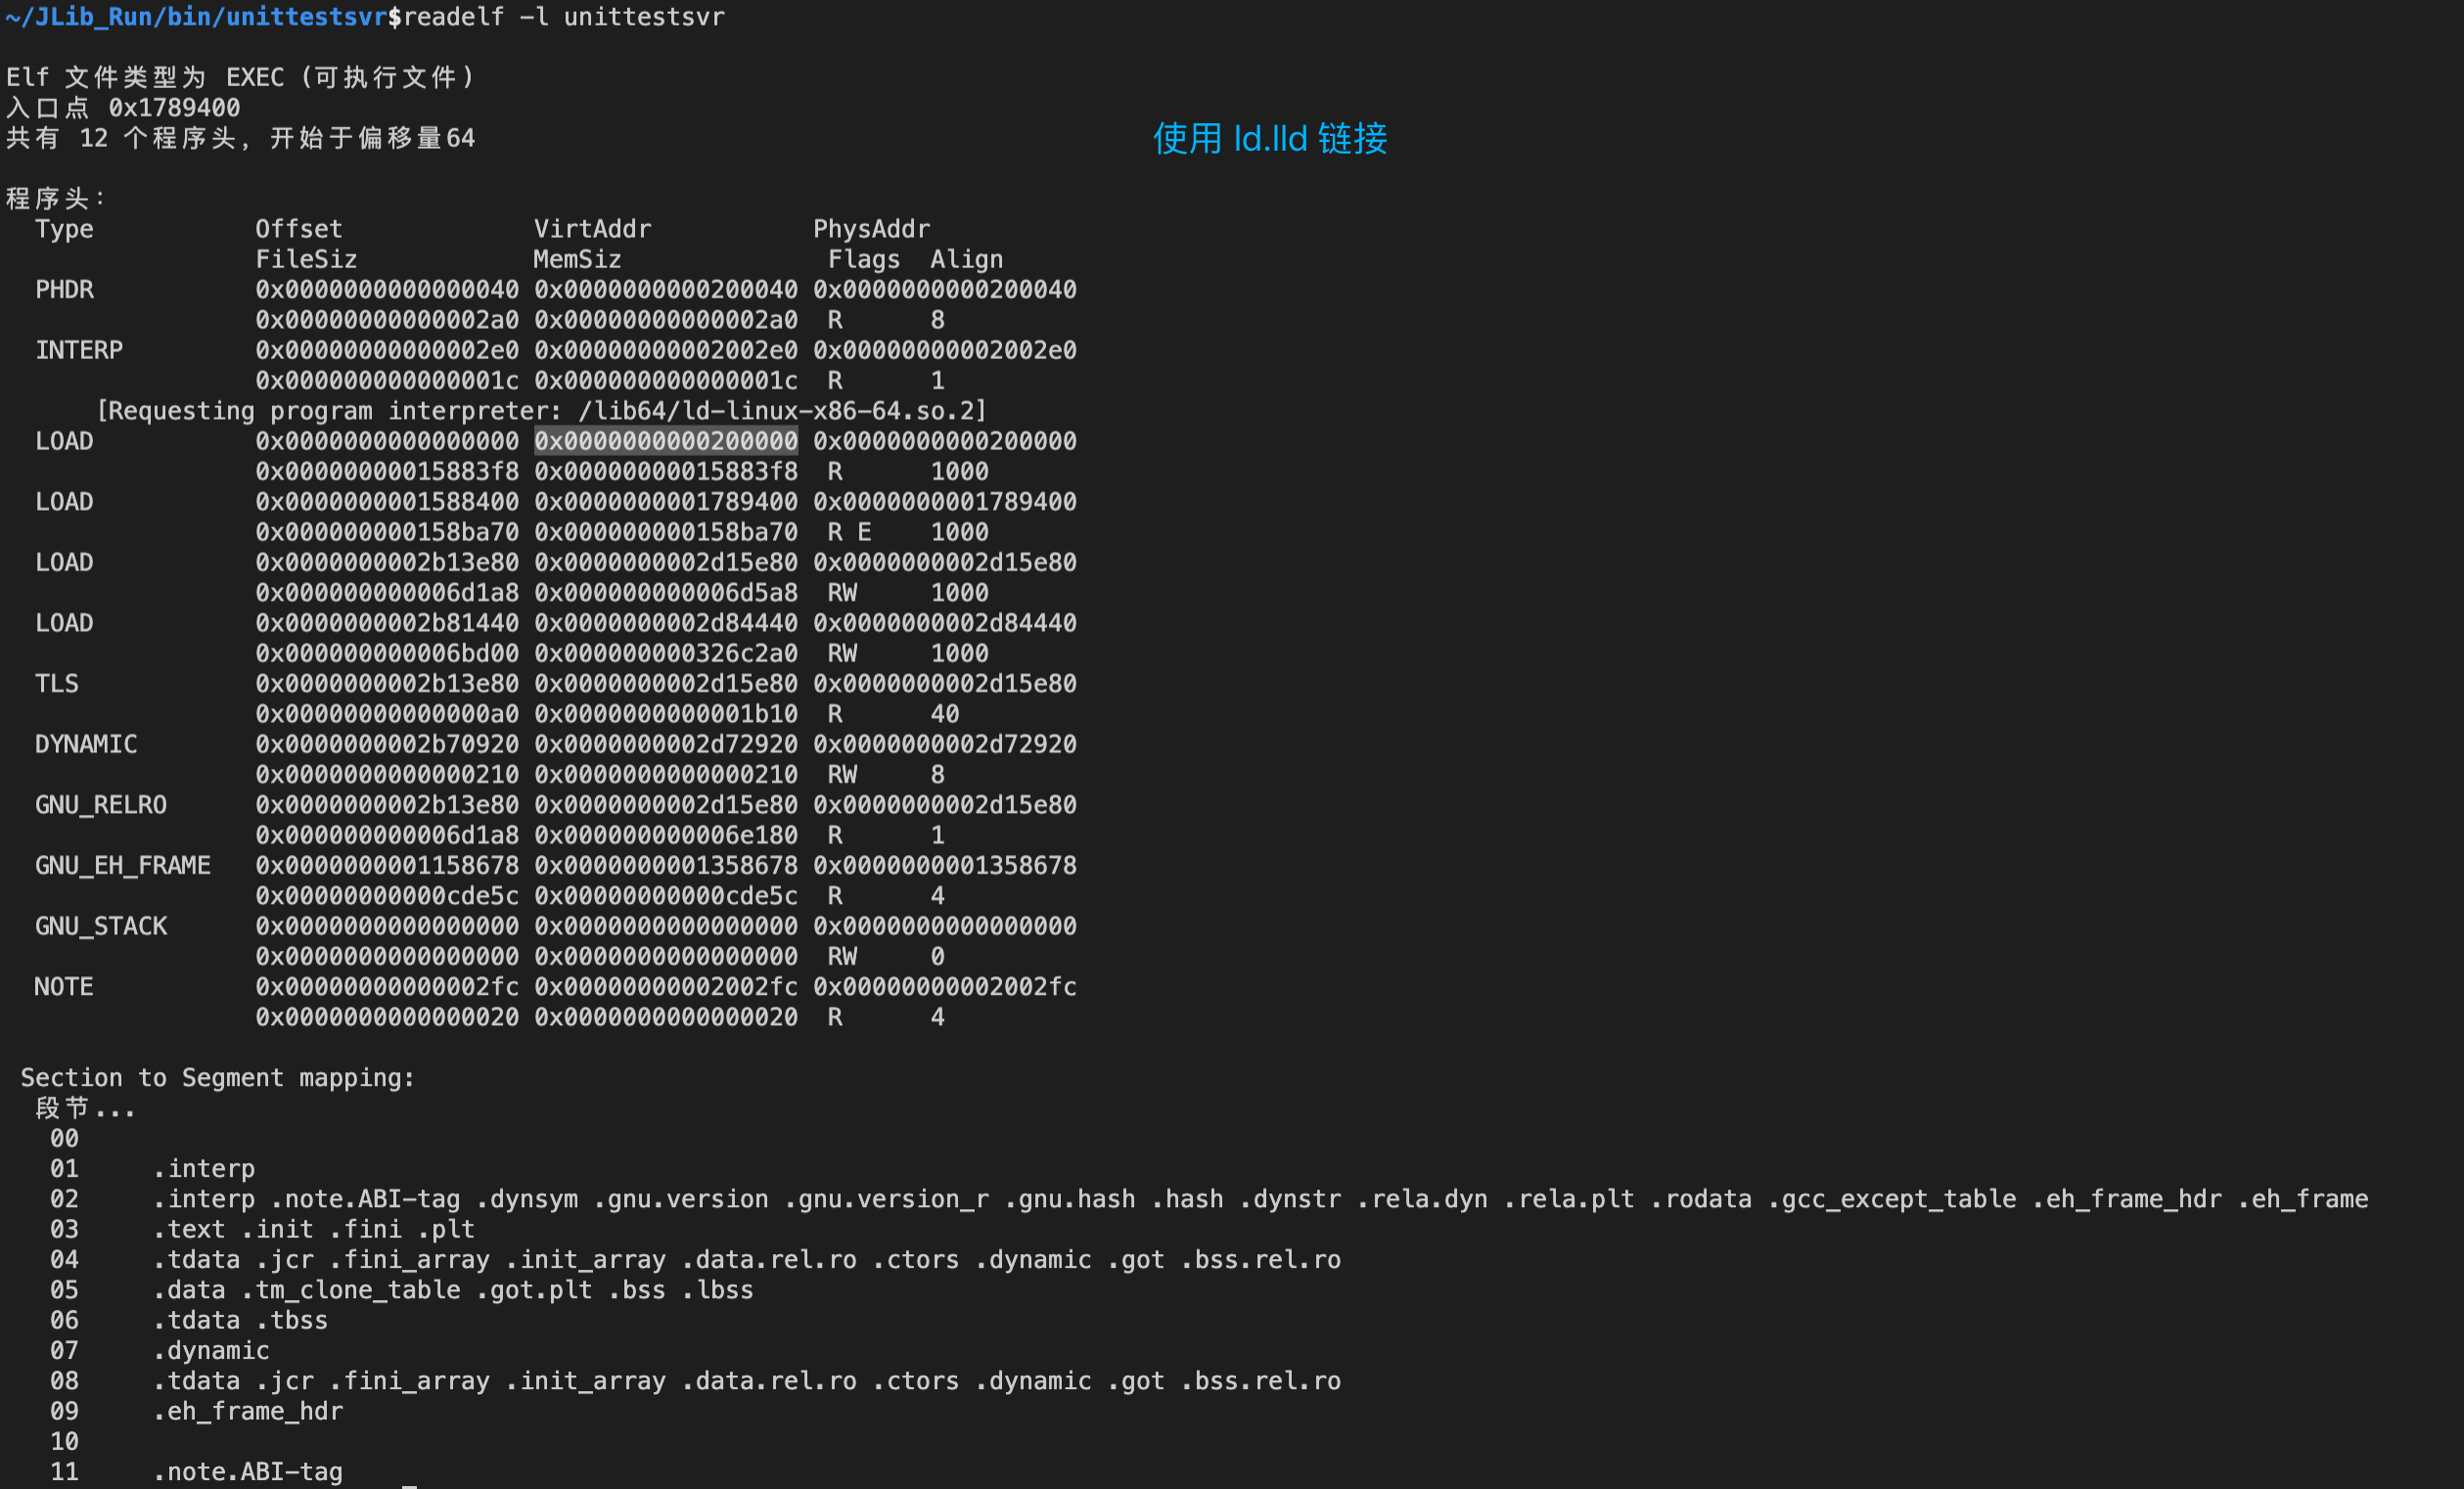 ~/JLib_Run/bin/unittestsvr$readelf -l unittestsvr
Elf 文件类型为 EXEC (可执行文件)
入口点 0x1789400
共有 12 个程序头, 开始于偏移量64
使用 ld.lld 链接
程序头:
Type Offset VirtAddr PhysAddr
FileSiz MemSiz Flags Align
PHDR 0x0000000000000040 0x0000000000200040 0x0000000000200040
0x00000000000002a0 0x00000000000002a0 R 8
INTERP 0x00000000000002e0 0x00000000002002e0 0x00000000002002e0
0x000000000000001c 0x000000000000001c R 1
[Requesting program interpreter: /lib64/ld-linux-x86-64.so.2]
LOAD 0x0000000000000000 0x0000000000200000 0x0000000000200000
0x00000000015883f8 0x00000000015883f8 R 1000
LOAD 0x0000000001588400 0x0000000001789400 0x0000000001789400
0x000000000158ba70 0x000000000158ba70 R E 1000
LOAD 0x0000000002b13e80 0x0000000002d15e80 0x0000000002d15e80
0x000000000006d1a8 0x000000000006d5a8 RW 1000
LOAD 0x0000000002b81440 0x0000000002d84440 0x0000000002d84440
0x000000000006bd00 0x000000000326c2a0 RW 1000
TLS 0x0000000002b13e80 0x0000000002d15e80 0x0000000002d15e80
0x00000000000000a0 0x0000000000001b10 R 40
DYNAMIC 0x0000000002b70920 0x0000000002d72920 0x0000000002d72920
0x0000000000000210 0x0000000000000210 RW 8
GNU_RELRO 0x0000000002b13e80 0x0000000002d15e80 0x0000000002d15e80
0x000000000006d1a8 0x000000000006e180 R 1
GNU_EH_FRAME 0x0000000001158678 0x0000000001358678 0x0000000001358678
0x00000000000cde5c 0x00000000000cde5c R 4
GNU_STACK 0x0000000000000000 0x0000000000000000 0x0000000000000000
0x0000000000000000 0x0000000000000000 RW 0
NOTE 0x00000000000002fc 0x00000000002002fc 0x00000000002002fc
0x0000000000000020 0x0000000000000020 R 4
Section to Segment mapping:
段节...
00
01 .interp
02 .interp .note.ABI-tag .dynsym .gnu.version .gnu.version_r .gnu.hash .hash .dynstr .rela.dyn .rela.plt .rodata .gcc_except_table .eh_frame_hdr .eh_frame
03 .text .init .fini .plt
04 .tdata .jcr .fini_array .init_array .data.rel.ro .ctors .dynamic .got .bss.rel.ro
05 .data .tm_clone_table .got.plt .bss .lbss
06 .tdata .tbss
07 .dynamic
08 .tdata .jcr .fini_array .init_array .data.rel.ro .ctors .dynamic .got .bss.rel.ro
09 .eh_frame_hdr
10
11 .note.ABI-tag